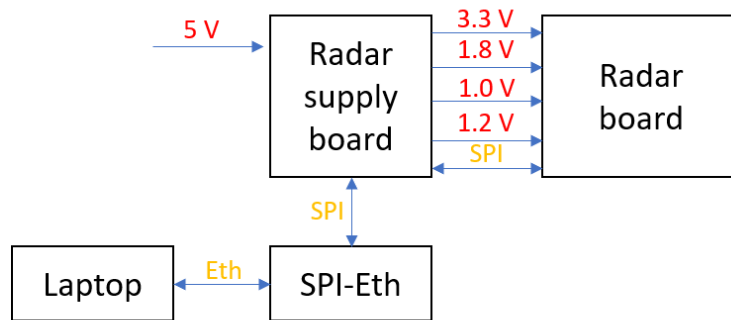 5 V
Radar
supply
board
3.3 V
1.8 V
1.0 V
1.2 V
SPI
Radar
board
SPI
Laptop
Eth
SPI-Eth